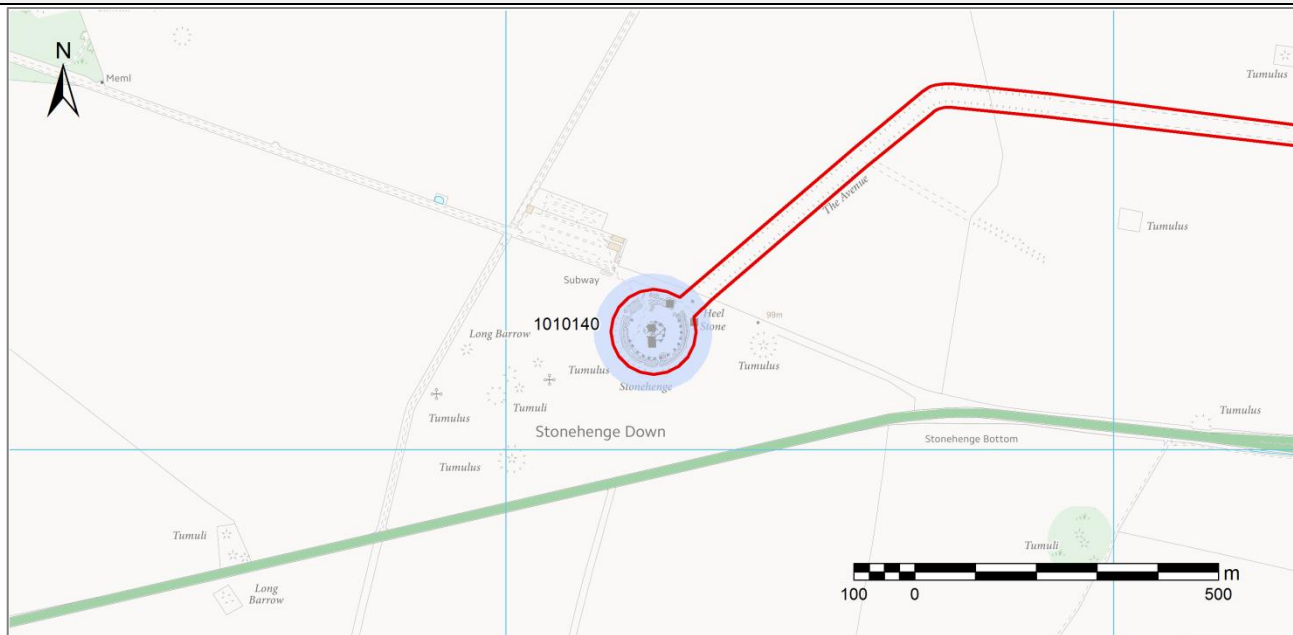 N
Meml
Tumulus
The Avenue
Tumulus
Subway
Heel
Stone
99m
1010140
Long Barrow
Tumulus
Tumulus
Stonehenge
Tumulus
Tumuli
Tumulus
Stonehenge Down
Stonehenge Bottom
Tumulus
Tumuli
Tumuli
Long
Barrow
m
100 0 500